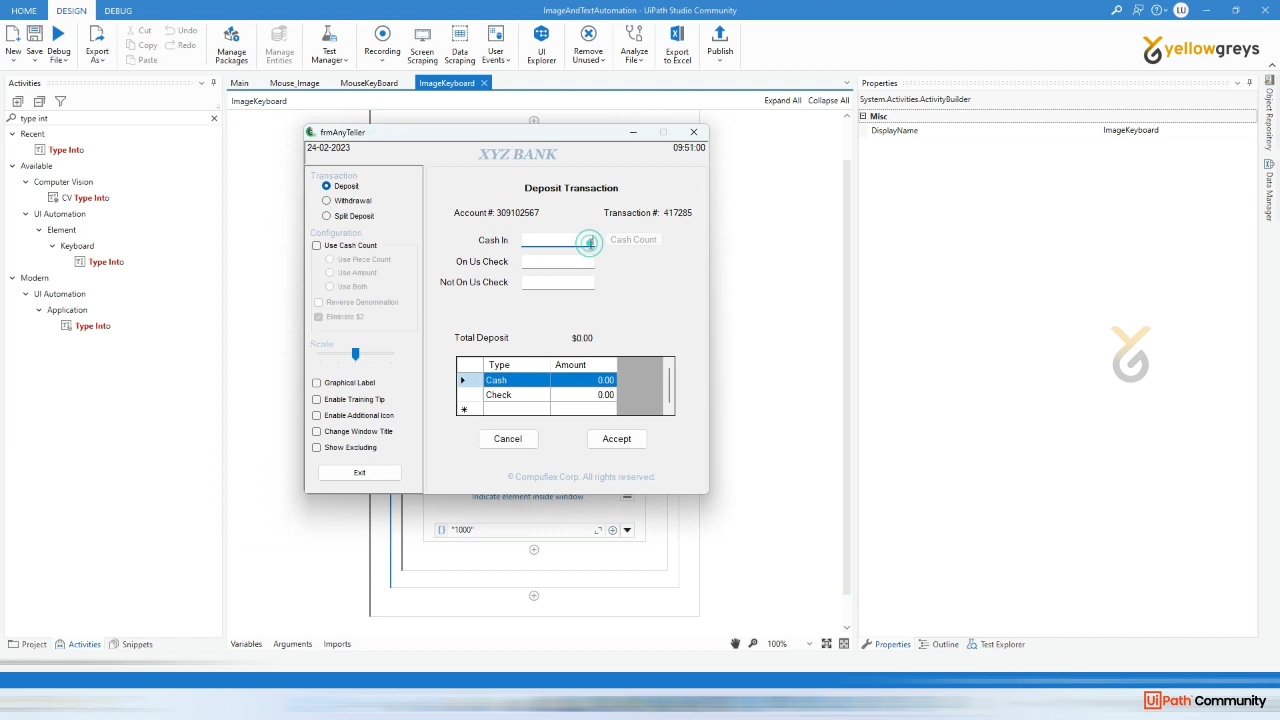 HOME DESIGN DEBUG ImageAndTextAutomation - UiPath Studio Community LU
New Save Debug File Export As Cut Copy Paste Undo Redo Manage Packages Manage Entities Test Manager Recording Screen Scraping Data Scraping User Events UI Explorer Remove Unused Analyze File Export to Excel Publish
yellowgreys
Activities
Main Mouse_Image MouseKeyBoard ImageKeyboard
Properties
ImageKeyboard Expand All Collapse All
System.Activities.ActivityBuilder
Misc
DisplayName ImageKeyboard
type int
Recent
Type Into
Available
Computer Vision
CV Type Into
UI Automation
Element
Keyboard
Type Into
Modern
UI Automation
Application
Type Into
frmAnyTeller
24-02-2023 XYZ BANK 09:51:00
Transaction
Deposit
Withdrawal
Split Deposit
Configuration
Use Cash Count
Use Piece Count
Use Amount
Use Both
Reverse Denomination
Eliminate $2
Scale
Graphical Label
Enable Training Tip
Enable Additional Icon
Change Window Title
Show Excluding
Exit
Deposit Transaction
Account #: 309102567 Transaction #: 417285
Cash In Cash Count
On Us Check
Not On Us Check
Total Deposit $0.00
Type Amount
Cash 0.00
Check 0.00
Cancel Accept
© Compuflex Corp. All rights reserved.
Indicate element inside window
"1000"
Object Repository
Data Manager
Project Activities Snippets
Variables Arguments Imports 100%
Properties Outline Test Explorer
UiPath Community